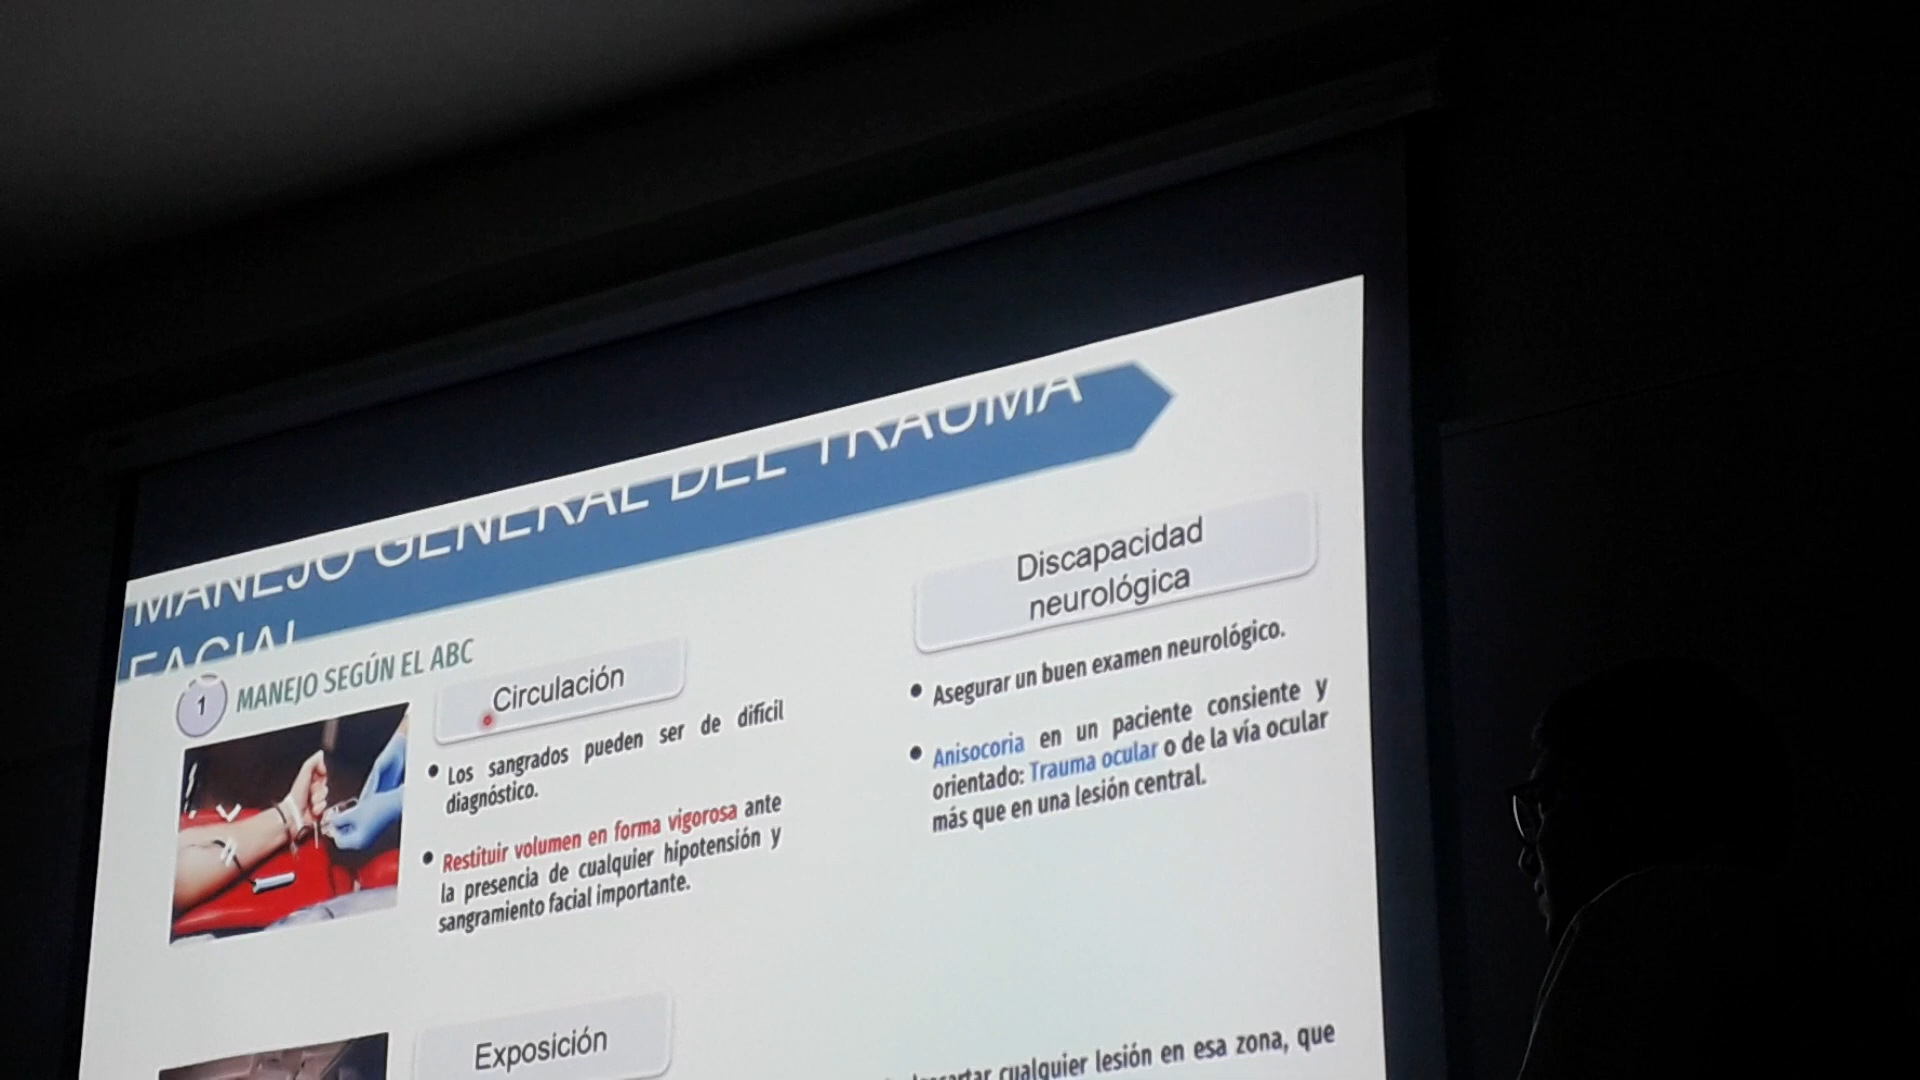 MANEJO GENERAL DEL TRAUMA
FACIAL
1
MANEJO SEGÚN EL ABC
Circulación
• Los sangrados pueden ser de difícil
diagnóstico.
• Restituir volumen en forma vigorosa ante
la presencia de cualquier hipotensión y
sangramiento facial importante.
Discapacidad
neurológica
• Asegurar un buen examen neurológico.
• Anisocoria en un paciente consiente y
orientado: Trauma ocular o de la vía ocular
más que en una lesión central.
Exposición
cualquier lesión en esa zona, que